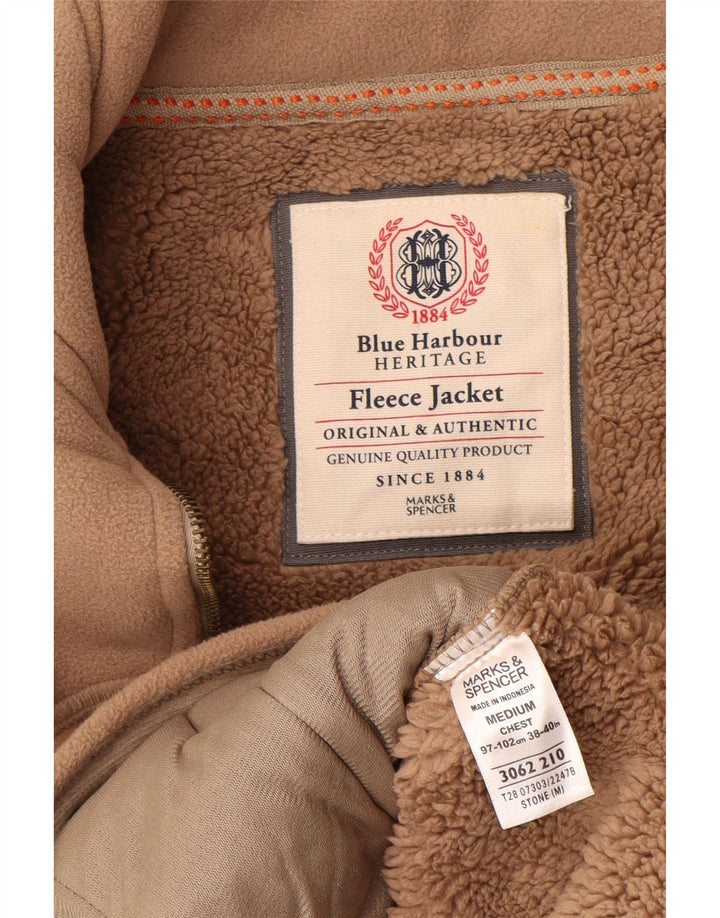 1884
Blue Harbour
HERITAGE
Fleece Jacket
ORIGINAL & AUTHENTIC
GENUINE QUALITY PRODUCT
SINCE 1884
MARKS &
SPENCER
MARKS &
SPENCER
MADE IN INDONESIA
MEDIUM
CHEST
97-102cm 38-40in
3062 210
T28 07303/22478
STONE (M)